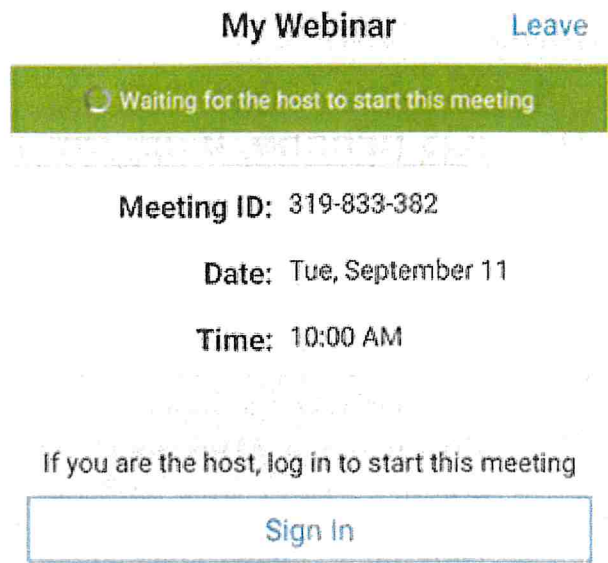 My Webinar Leave
Waiting for the host to start this meeting
Meeting ID: 319-833-382
Date: Tue, September 11
Time: 10:00 AM
If you are the host, log in to start this meeting
Sign In